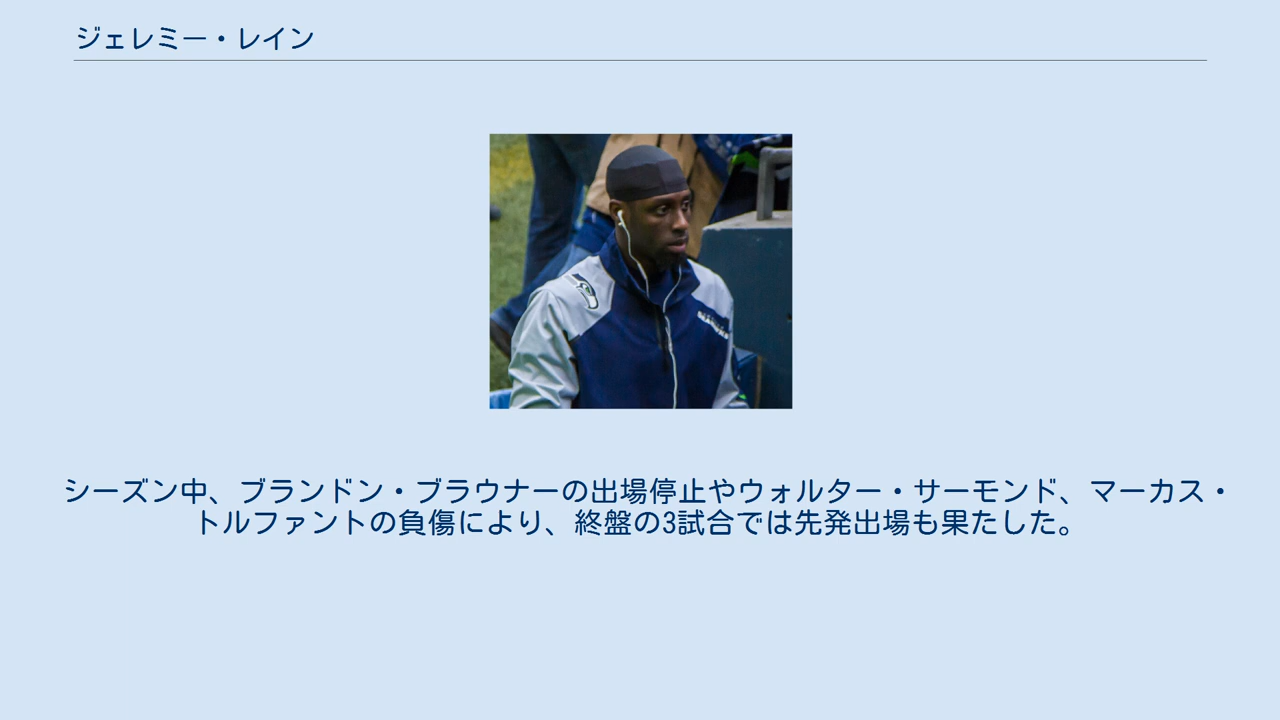 ジェレミー・レイン
シーズン中、ブランドン・ブラウナーの出場停止やウォルター・サーモンド、マーカス・
トルファントの負傷により、終盤の3試合では先発出場も果たした。